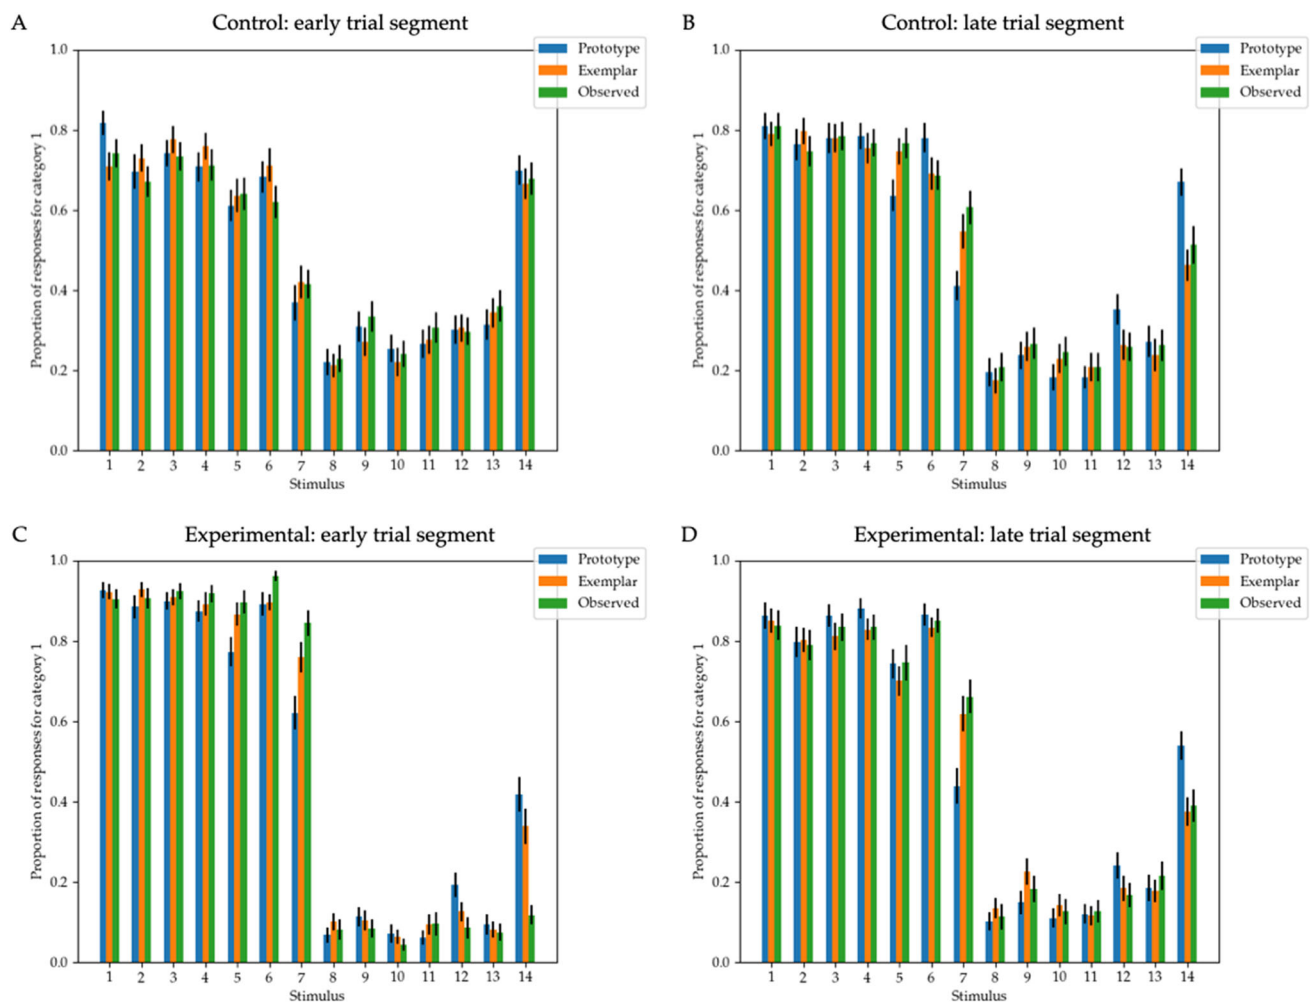 A
Control: early trial segment
Proportion of responses for category 1
1.0
0.8
0.6
0.4
0.2
0.0
Prototype
Exemplar
Observed
1 2 3 4 5 6 7 8 9 10 11 12 13 14
Stimulus
B
Control: late trial segment
Proportion of responses for category 1
1.0
0.8
0.6
0.4
0.2
0.0
Prototype
Exemplar
Observed
1 2 3 4 5 6 7 8 9 10 11 12 13 14
Stimulus
C
Experimental: early trial segment
Proportion of responses for category 1
1.0
0.8
0.6
0.4
0.2
0.0
Prototype
Exemplar
Observed
1 2 3 4 5 6 7 8 9 10 11 12 13 14
Stimulus
D
Experimental: late trial segment
Proportion of responses for category 1
1.0
0.8
0.6
0.4
0.2
0.0
Prototype
Exemplar
Observed
1 2 3 4 5 6 7 8 9 10 11 12 13 14
Stimulus